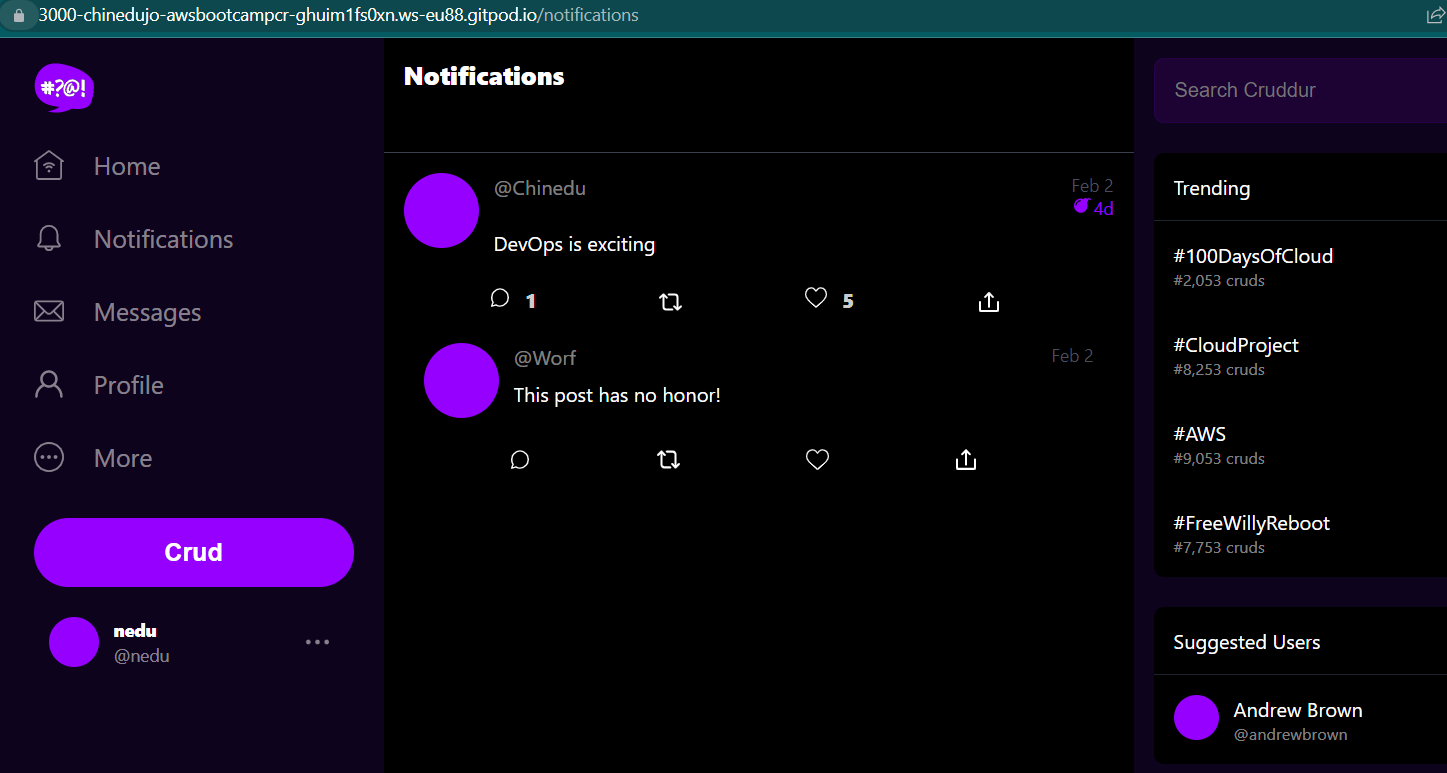 3000-chinedujo-awsbootcampcr-ghuim1fs0xn.ws-eu88.gitpod.io/notifications
#?@!
Home
Notifications
Messages
Profile
More
Crud
nedu
@nedu
Notifications
@Chinedu
Feb 2
4d
DevOps is exciting
1
5
@Worf
Feb 2
This post has no honor!
Search Cruddur
Trending
#100DaysOfCloud
#2,053 cruds
#CloudProject
#8,253 cruds
#AWS
#9,053 cruds
#FreeWillyReboot
#7,753 cruds
Suggested Users
Andrew Brown
@andrewbrown